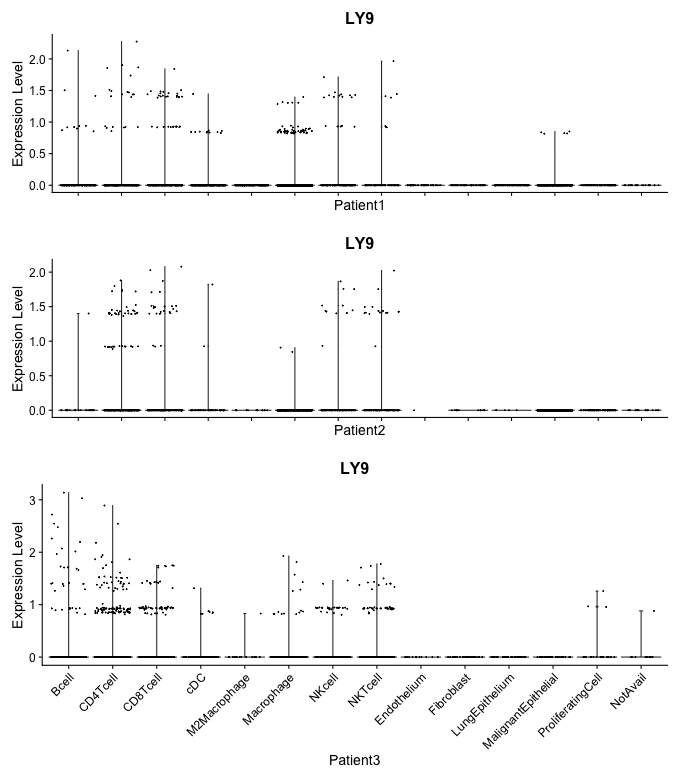 LY9
Expression Level
2.0
1.5
1.0
0.5
0.0
Patient1
LY9
Expression Level
2.0
1.5
1.0
0.5
0.0
Patient2
LY9
Expression Level
3
2
1
0
Bcell
CD4Tcell
CD8Tcell
cDC
M2Macrophage
Macrophage
NKcell
NKTcell
Endothelium
Fibroblast
LungEpithelium
MalignantEpithelial
ProliferatingCell
NotAvail
Patient3